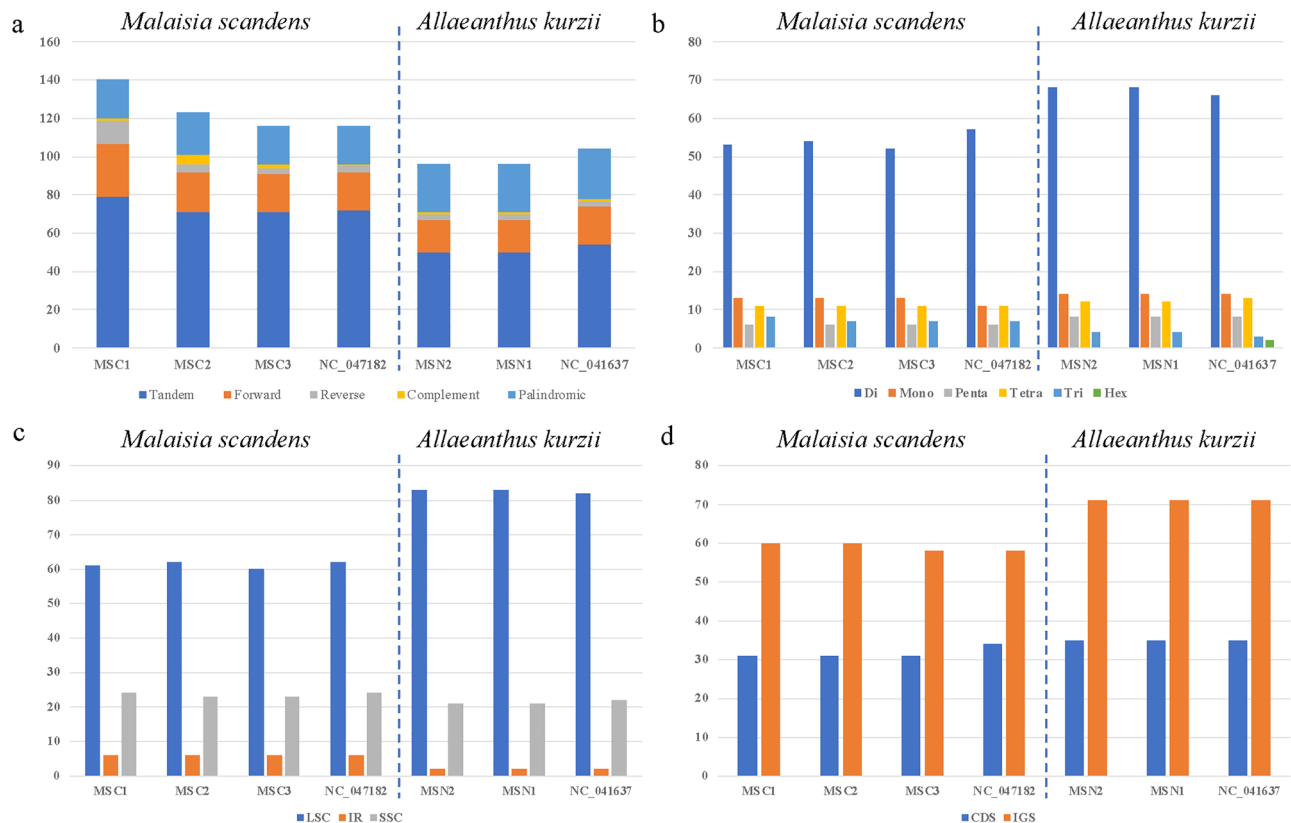 a
Malaisia scandens
Allaeanthus kurzii
160
140
120
100
80
60
40
20
0
MSC1 MSC2 MSC3 NC_047182 MSN2 MSN1 NC_041637
Tandem Forward Reverse Complement Palindromic
b
Malaisia scandens
Allaeanthus kurzii
80
70
60
50
40
30
20
10
0
MSC1 MSC2 MSC3 NC_047182 MSN2 MSN1 NC_041637
Di Mono Penta Tetra Tri Hex
c
Malaisia scandens
Allaeanthus kurzii
90
80
70
60
50
40
30
20
10
0
MSC1 MSC2 MSC3 NC_047182 MSN2 MSN1 NC_041637
LSC IR SSC
d
Malaisia scandens
Allaeanthus kurzii
80
70
60
50
40
30
20
10
0
MSC1 MSC2 MSC3 NC_047182 MSN2 MSN1 NC_041637
CDS IGS